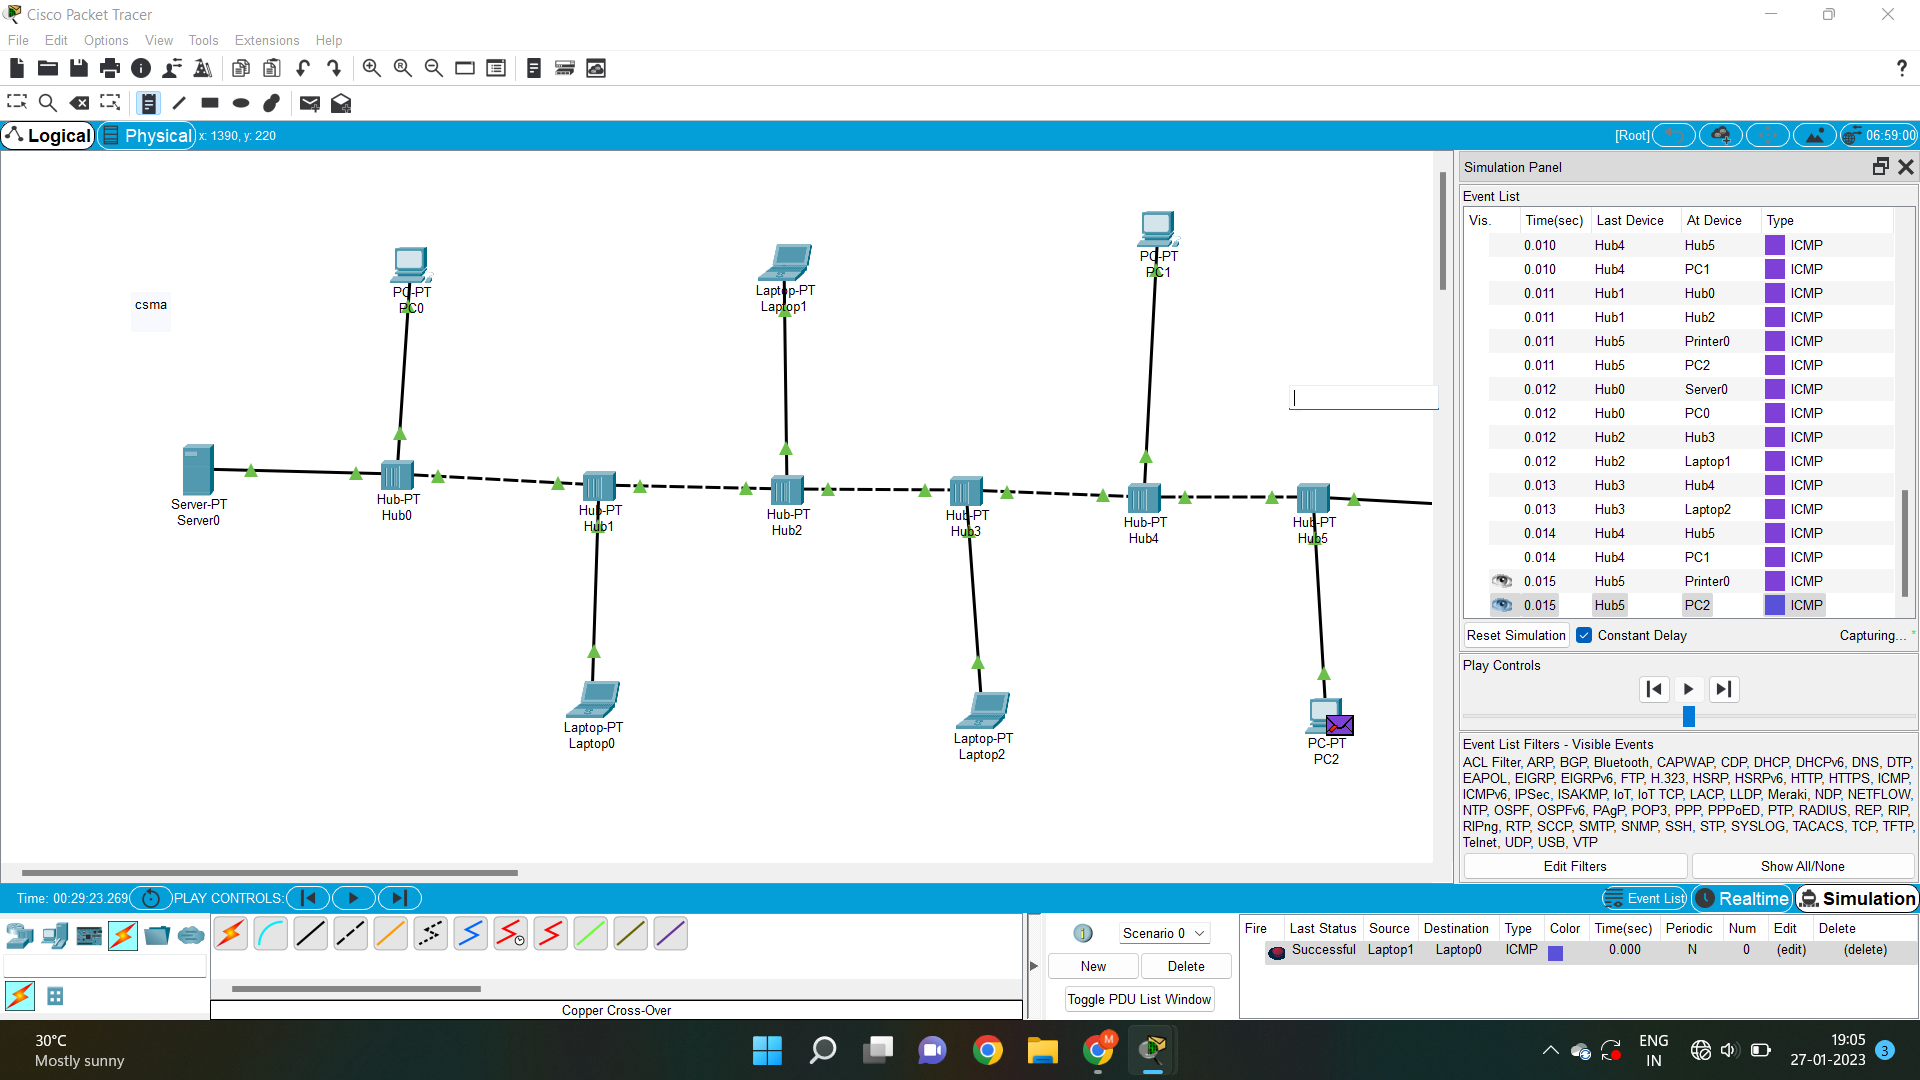 Cisco Packet Tracer
File Edit Options View Tools Extensions Help
?
Logical Physical x: 1390, y: 220 [Root] 06:59:00
csma
PC-PT
PC0
Laptop-PT
Laptop1
PC-PT
PC1
Server-PT
Server0
Hub-PT
Hub0
Hub-PT
Hub1
Hub-PT
Hub2
Hub-PT
Hub3
Hub-PT
Hub4
Hub-PT
Hub5
Laptop-PT
Laptop0
Laptop-PT
Laptop2
PC-PT
PC2
Simulation Panel
Event List
Vis. Time(sec) Last Device At Device Type
0.010 Hub4 Hub5 ICMP
0.010 Hub4 PC1 ICMP
0.011 Hub1 Hub0 ICMP
0.011 Hub1 Hub2 ICMP
0.011 Hub5 Printer0 ICMP
0.011 Hub5 PC2 ICMP
0.012 Hub0 Server0 ICMP
0.012 Hub0 PC0 ICMP
0.012 Hub2 Hub3 ICMP
0.012 Hub2 Laptop1 ICMP
0.013 Hub3 Hub4 ICMP
0.013 Hub3 Laptop2 ICMP
0.014 Hub4 Hub5 ICMP
0.014 Hub4 PC1 ICMP
0.015 Hub5 Printer0 ICMP
0.015 Hub5 PC2 ICMP
Reset Simulation Constant Delay Capturing... *
Play Controls
Event List Filters - Visible Events
ACL Filter, ARP, BGP, Bluetooth, CAPWAP, CDP, DHCP, DHCPv6, DNS, DTP,
EAPOL, EIGRP, EIGRPv6, FTP, H.323, HSRP, HSRPv6, HTTP, HTTPS, ICMP,
ICMPv6, IPSec, ISAKMP, IoT, IoT TCP, LACP, LLDP, Meraki, NDP, NETFLOW,
NTP, OSPF, OSPFv6, PAgP, POP3, PPP, PPPoED, PTP, RADIUS, REP, RIP,
RIPng, RTP, SCCP, SMTP, SNMP, SSH, STP, SYSLOG, TACACS, TCP, TFTP,
Telnet, UDP, USB, VTP
Edit Filters Show All/None
Time: 00:29:23.269 PLAY CONTROLS: Event List Realtime Simulation
Copper Cross-Over
1 Scenario 0
New Delete
Toggle PDU List Window
Fire Last Status Source Destination Type Color Time(sec) Periodic Num Edit Delete
Successful Laptop1 Laptop0 ICMP 0.000 N 0 (edit) (delete)
30°C
Mostly sunny
M
ENG
IN
19:05
27-01-2023
3